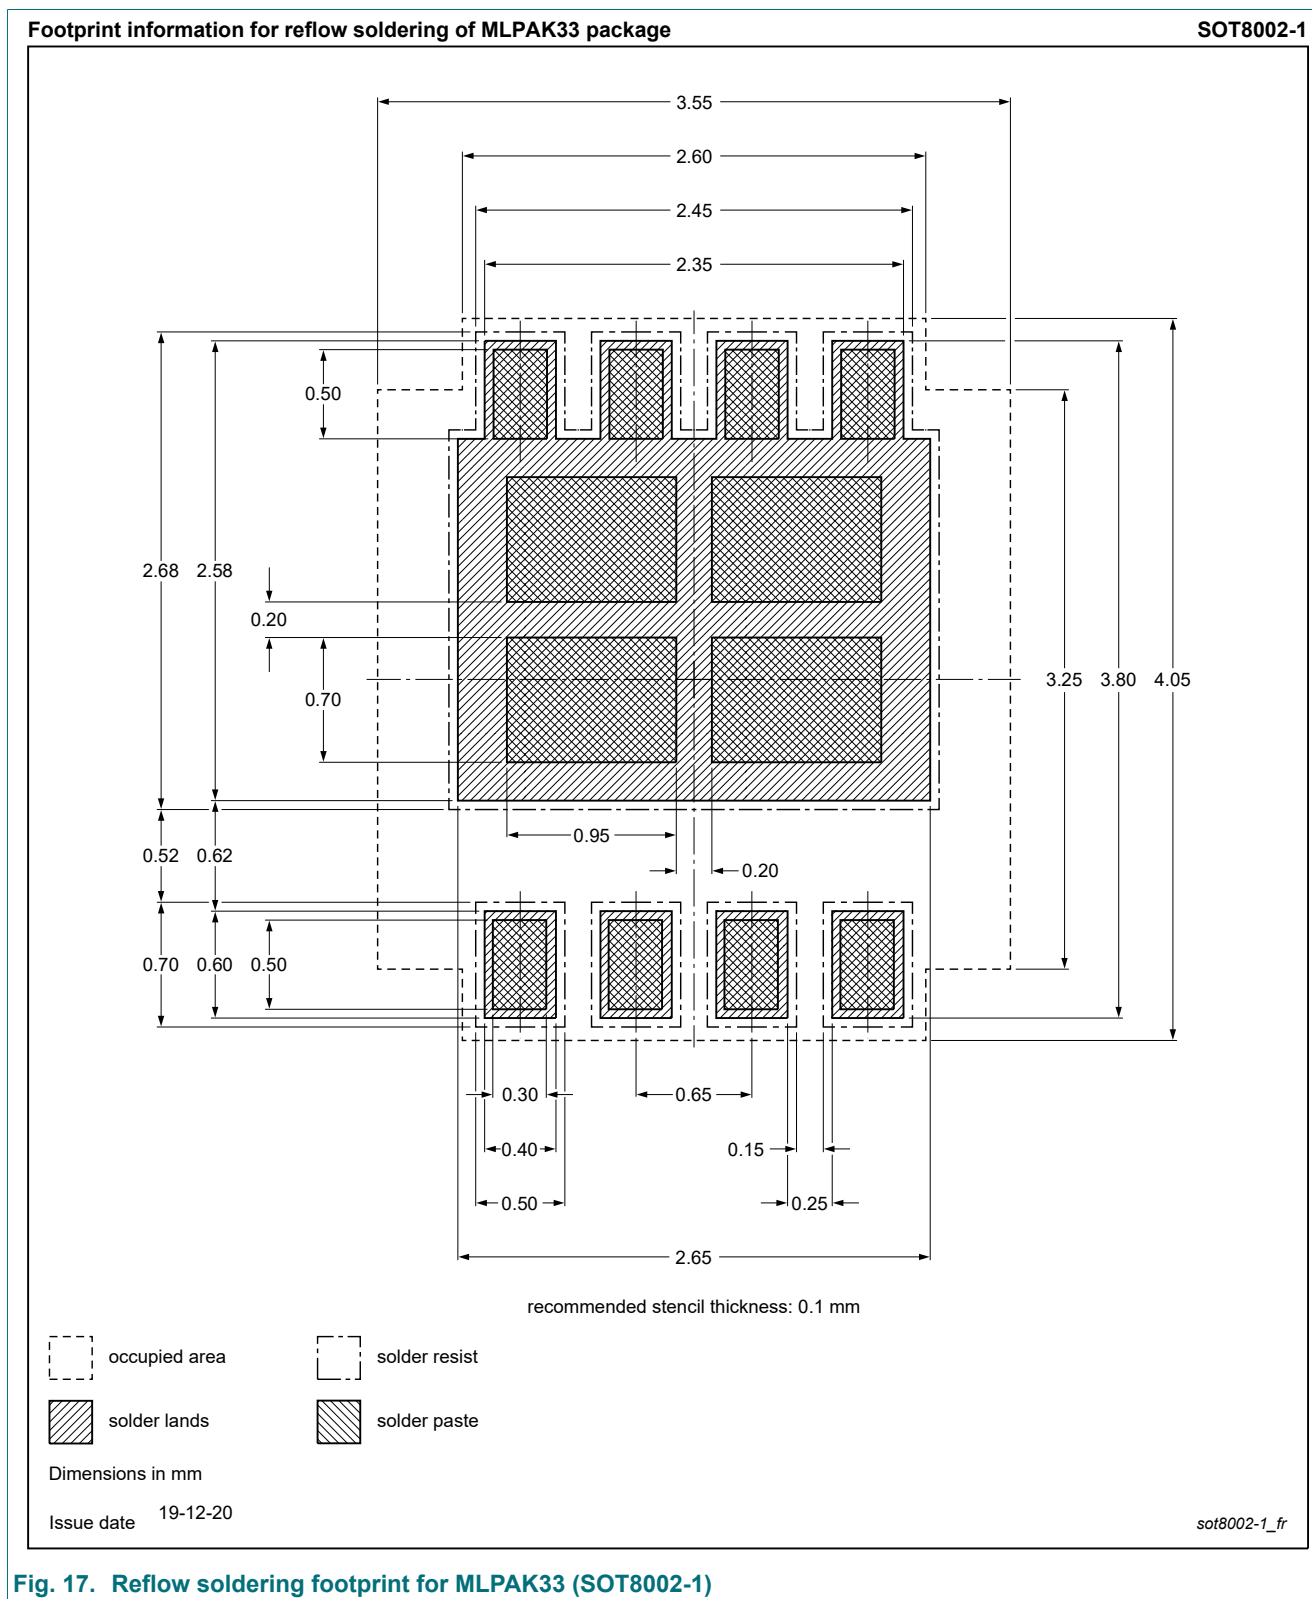 Footprint information for reflow soldering of MLPAK33 package SOT8002-1
3.55
2.60
2.45
2.35
0.50
2.68 2.58
0.20
0.70
3.25 3.80 4.05
0.95
0.52 0.62
0.20
0.70 0.60 0.50
0.30 0.65
0.40 0.15
0.50 0.25
2.65
recommended stencil thickness: 0.1 mm
occupied area solder resist
solder lands solder paste
Dimensions in mm
Issue date 19-12-20
sot8002-1_fr
Fig. 17. Reflow soldering footprint for MLPAK33 (SOT8002-1)